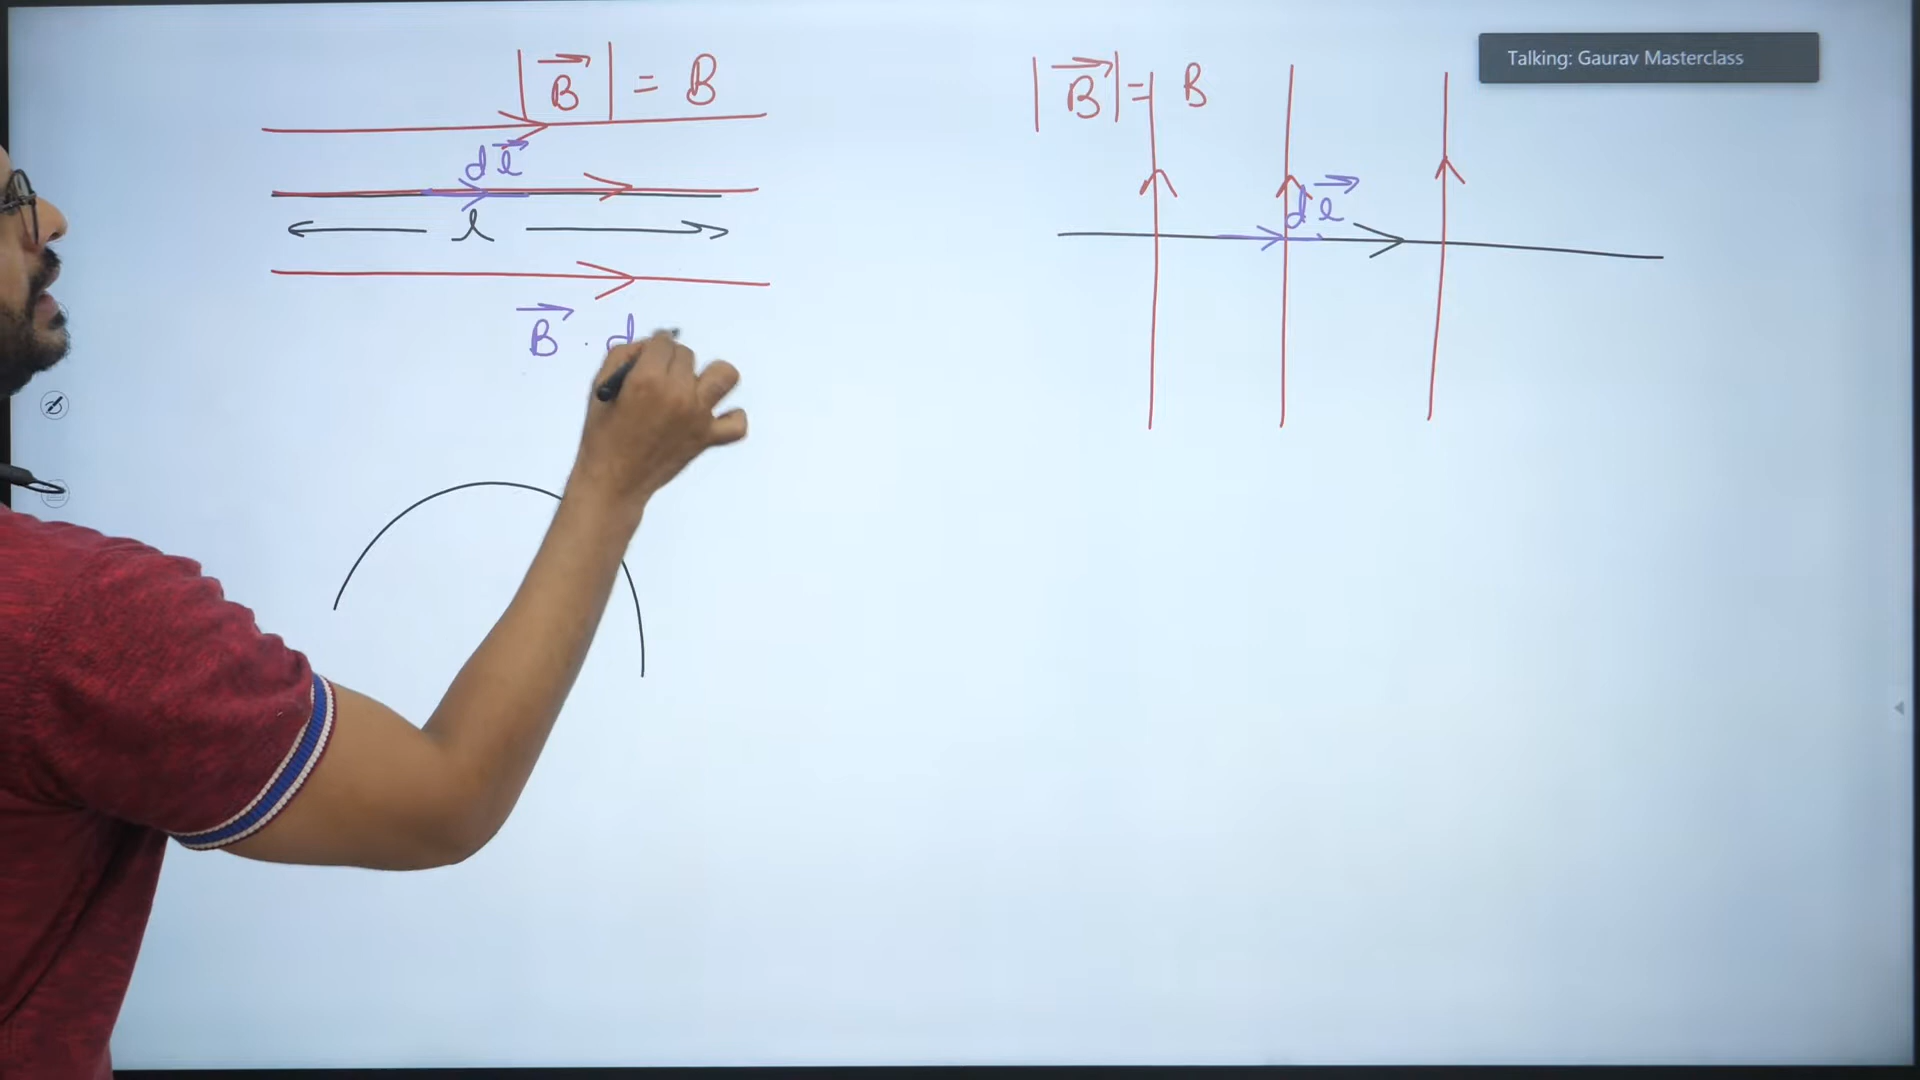 |B⃗| = B
dl⃗
l
B⃗ · d
|B⃗| = B
dl⃗
Talking: Gaurav Masterclass